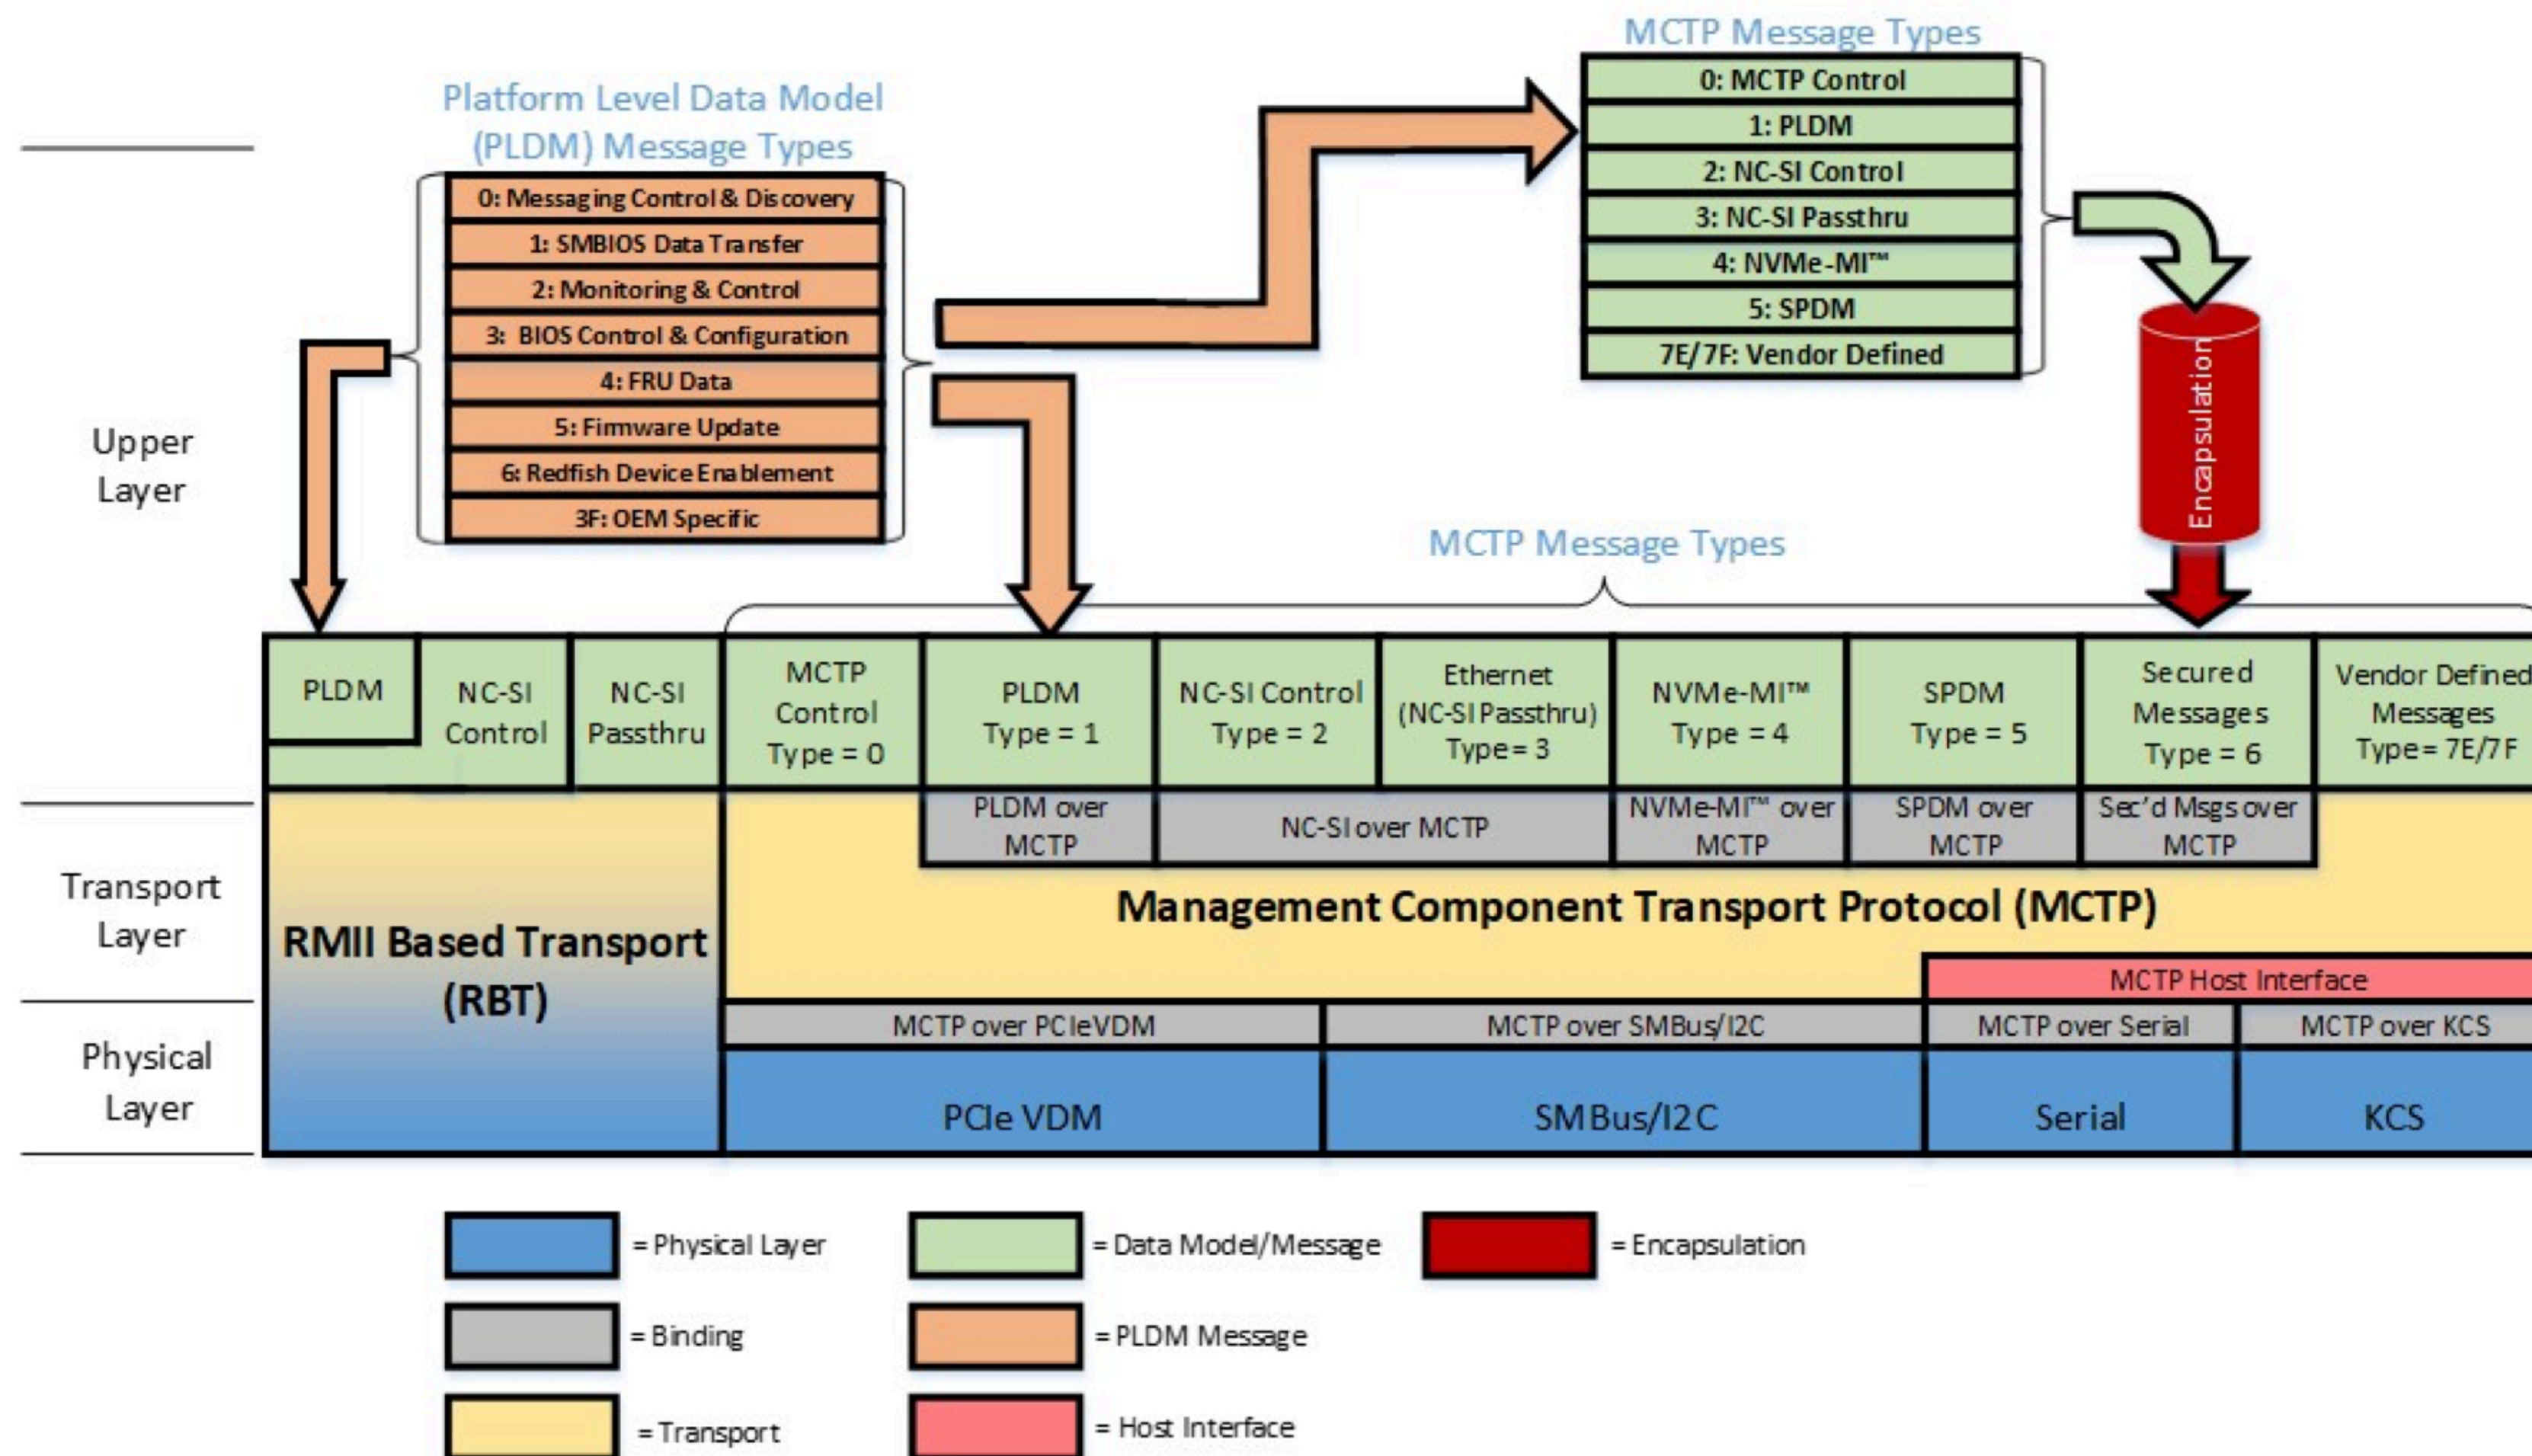 MCTP Message Types
0: MCTP Control
1: PLDM
2: NC-SI Control
3: NC-SI Passthru
4: NVMe-MI™
5: SPDM
7E/7F: Vendor Defined
Platform Level Data Model
(PLDM) Message Types
0: Messaging Control & Discovery
1: SMBIOS Data Transfer
2: Monitoring & Control
3: BIOS Control & Configuration
4: FRU Data
5: Firmware Update
6: Redfish Device Enablement
3F: OEM Specific
Encapsulation
Upper
Layer
MCTP Message Types
PLDM
NC-SI
Control
NC-SI
Passthru
MCTP
Control
Type = 0
PLDM
Type = 1
NC-SI Control
Type = 2
Ethernet
(NC-SI Passthru)
Type = 3
NVMe-MI™
Type = 4
SPDM
Type = 5
Secured
Messages
Type = 6
Vendor Defined
Messages
Type = 7E/7F
Transport
Layer
RMII Based Transport
(RBT)
PLDM over
MCTP
NC-SI over MCTP
NVMe-MI™ over
MCTP
SPDM over
MCTP
Sec'd Msgs over
MCTP
Management Component Transport Protocol (MCTP)
MCTP Host Interface
Physical
Layer
MCTP over PCIeVDM
MCTP over SMBus/I2C
MCTP over Serial
MCTP over KCS
PCIe VDM
SMBus/I2C
Serial
KCS
= Physical Layer
= Data Model/Message
= Encapsulation
= Binding
= PLDM Message
= Transport
= Host Interface